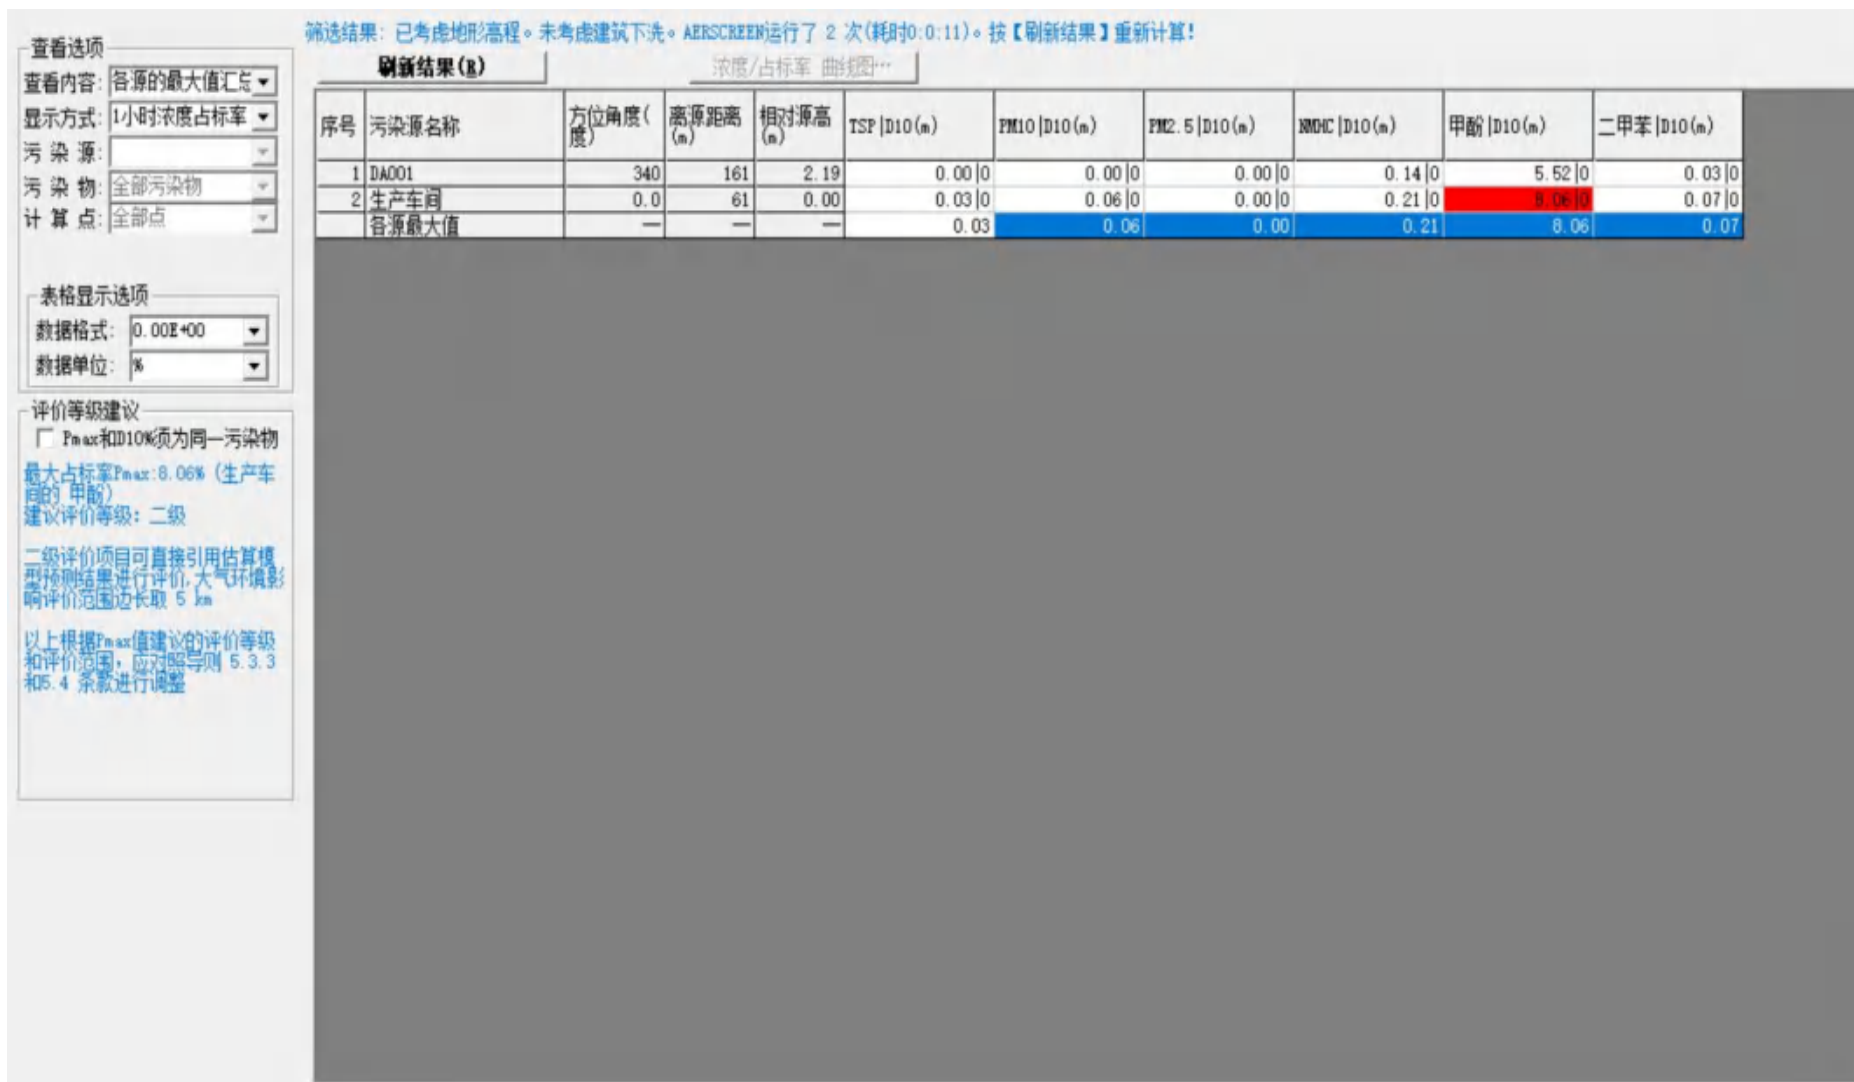 筛选结果: 已考虑地形高程。未考虑建筑下洗。AERSCREEN运行了 2 次(耗时0:0:11)。按【刷新结果】重新计算!
查看选项
查看内容: 各源的最大值汇总
显示方式: 1小时浓度占标率
污 染 源:
污 染 物: 全部污染物
计 算 点: 全部点
表格显示选项
数据格式: 0.00E+00
数据单位: %
评价等级建议
Pmax和D10%须为同一污染物
最大占标率Pmax:8.06% (生产车
间的 甲酚)
建议评价等级: 二级
二级评价项目可直接引用估算模
型预测结果进行评价,大气环境影
响评价范围边长取 5 km
以上根据Pmax值建议的评价等级
和评价范围, 应对照导则 5.3.3
和5.4 条款进行调整
刷新结果(R) 浓度/占标率 曲线图…
序号 污染源名称 方位角度(度) 离源距离(m) 相对源高(m) TSP|D10(m) PM10|D10(m) PM2.5|D10(m) NMHC|D10(m) 甲酚|D10(m) 二甲苯|D10(m)
1 DA001 340 161 2.19 0.00|0 0.00|0 0.00|0 0.14|0 5.52|0 0.03|0
2 生产车间 0.0 61 0.00 0.03|0 0.06|0 0.00|0 0.21|0 8.06|0 0.07|0
各源最大值 — — — 0.03 0.06 0.00 0.21 8.06 0.07